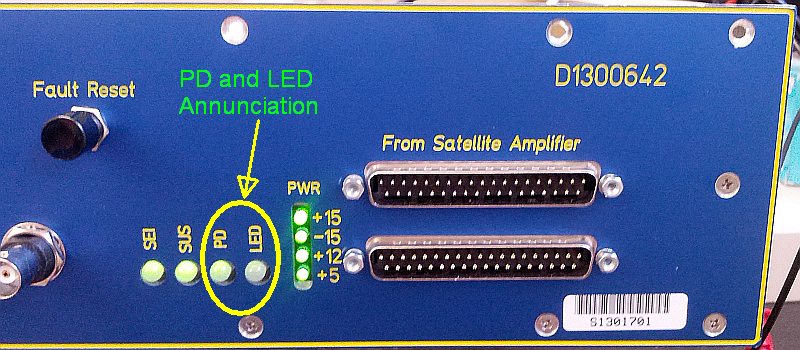 D1300642
PD and LED
Annunciation
Fault Reset
From Satellite Amplifier
PWR
+15
-15
+12
+5
SEI
SUS
PD
LED
S1301701